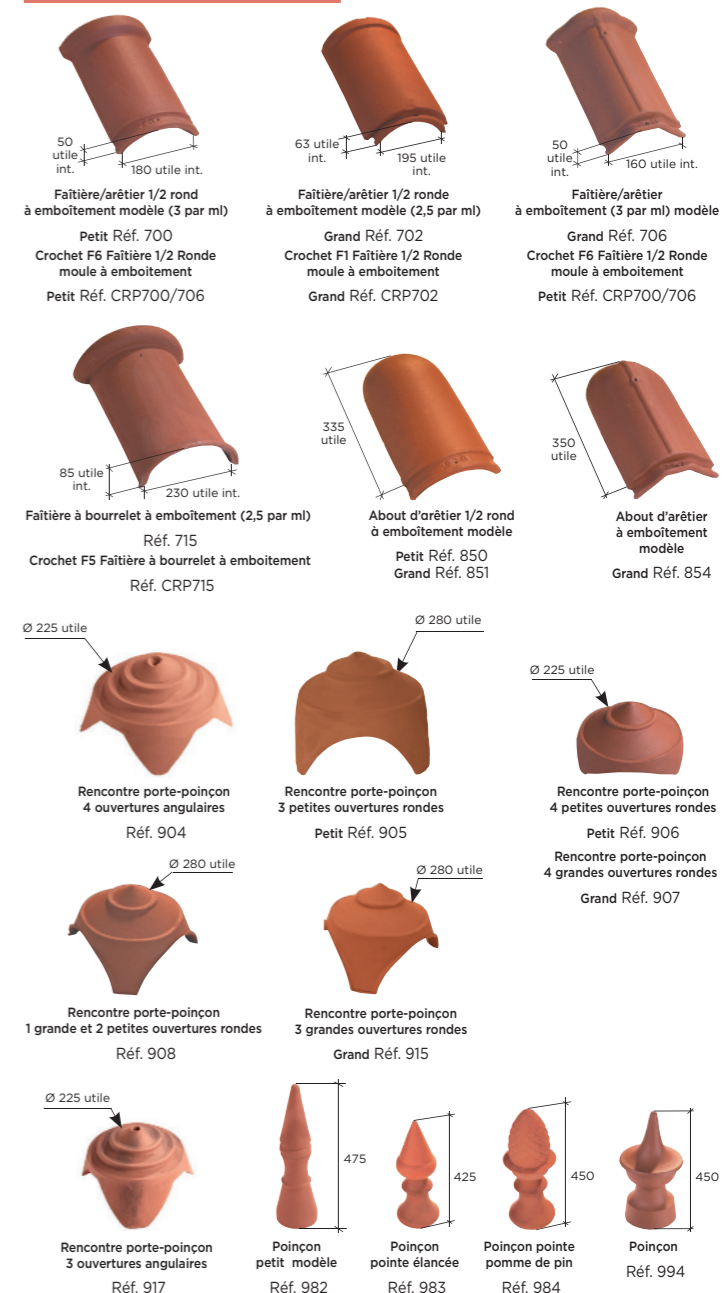 50
utile
int.
180 utile int.
Faîtière/arêtier 1/2 rond
à emboîtement modèle (3 par ml)
Petit Réf. 700
Crochet F6 Faîtière 1/2 Ronde
moule à emboitement
Petit Réf. CRP700/706
63 utile
int.
195 utile
int.
Faîtière/arêtier 1/2 ronde
à emboîtement modèle (2,5 par ml)
Grand Réf. 702
Crochet F1 Faîtière 1/2 Ronde
moule à emboitement
Grand Réf. CRP702
50
utile
int.
160 utile int.
Faîtière/arêtier
à emboîtement (3 par ml) modèle
Grand Réf. 706
Crochet F6 Faîtière 1/2 Ronde
moule à emboitement
Petit Réf. CRP700/706
85 utile
int.
230 utile int.
Faîtière à bourrelet à emboîtement (2,5 par ml)
Réf. 715
Crochet F5 Faîtière à bourrelet à emboitement
Réf. CRP715
335
utile
About d'arêtier 1/2 rond
à emboîtement modèle
Petit Réf. 850
Grand Réf. 851
350
utile
About d'arêtier
à emboîtement
modèle
Grand Réf. 854
Ø 225 utile
Rencontre porte-poinçon
4 ouvertures angulaires
Réf. 904
Ø 280 utile
Rencontre porte-poinçon
3 petites ouvertures rondes
Petit Réf. 905
Ø 225 utile
Rencontre porte-poinçon
4 petites ouvertures rondes
Petit Réf. 906
Rencontre porte-poinçon
4 grandes ouvertures rondes
Grand Réf. 907
Ø 280 utile
Rencontre porte-poinçon
1 grande et 2 petites ouvertures rondes
Réf. 908
Ø 280 utile
Rencontre porte-poinçon
3 grandes ouvertures rondes
Grand Réf. 915
Ø 225 utile
Rencontre porte-poinçon
3 ouvertures angulaires
Réf. 917
475
Poinçon
petit modèle
Réf. 982
425
Poinçon
pointe élancée
Réf. 983
450
Poinçon pointe
pomme de pin
Réf. 984
450
Poinçon
Réf. 994